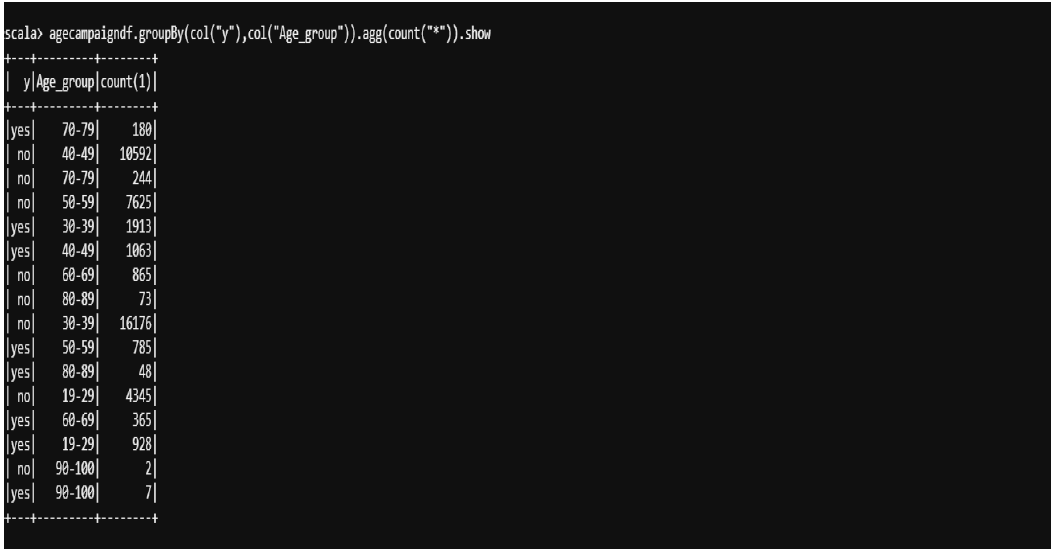 scala> agecampaigndf.groupBy(col("y"),col("Age_group")).agg(count("*")).show
+---+---------+--------+
|  y|Age_group|count(1)|
+---+---------+--------+
|yes|    70-79|     180|
| no|    40-49|   10592|
| no|    70-79|     244|
| no|    50-59|    7625|
|yes|    30-39|    1913|
|yes|    40-49|    1063|
| no|    60-69|     865|
| no|    80-89|      73|
| no|    30-39|   16176|
|yes|    50-59|     785|
|yes|    80-89|      48|
| no|    19-29|    4345|
|yes|    60-69|     365|
|yes|    19-29|     928|
| no|   90-100|       2|
|yes|   90-100|       7|
+---+---------+--------+